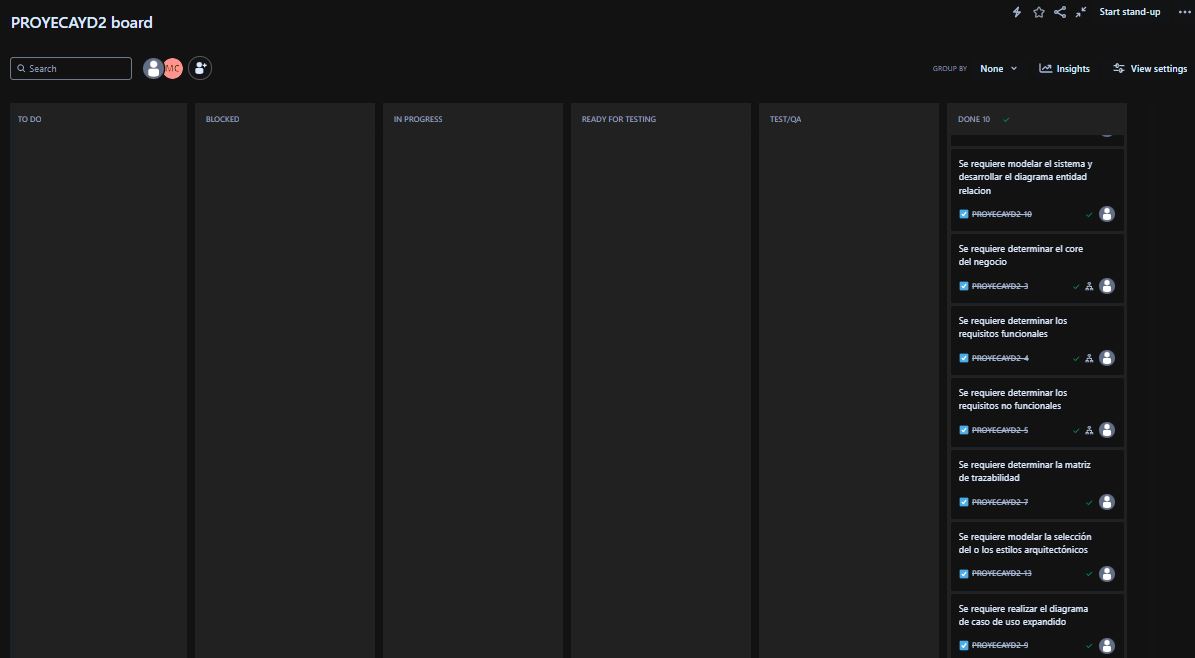 PROYECAYD2 board
Start stand-up
Search
MC
GROUP BY None
Insights
View settings
TO DO
BLOCKED
IN PROGRESS
READY FOR TESTING
TEST/QA
DONE 10
Se requiere modelar el sistema y
desarrollar el diagrama entidad
relacion
PROYECAYD2-10
Se requiere determinar el core
del negocio
PROYECAYD2-3
Se requiere determinar los
requisitos funcionales
PROYECAYD2-4
Se requiere determinar los
requisitos no funcionales
PROYECAYD2-5
Se requiere determinar la matriz
de trazabilidad
PROYECAYD2-7
Se requiere modelar la selección
del o los estilos arquitectónicos
PROYECAYD2-13
Se requiere realizar el diagrama
de caso de uso expandido
PROYECAYD2-9